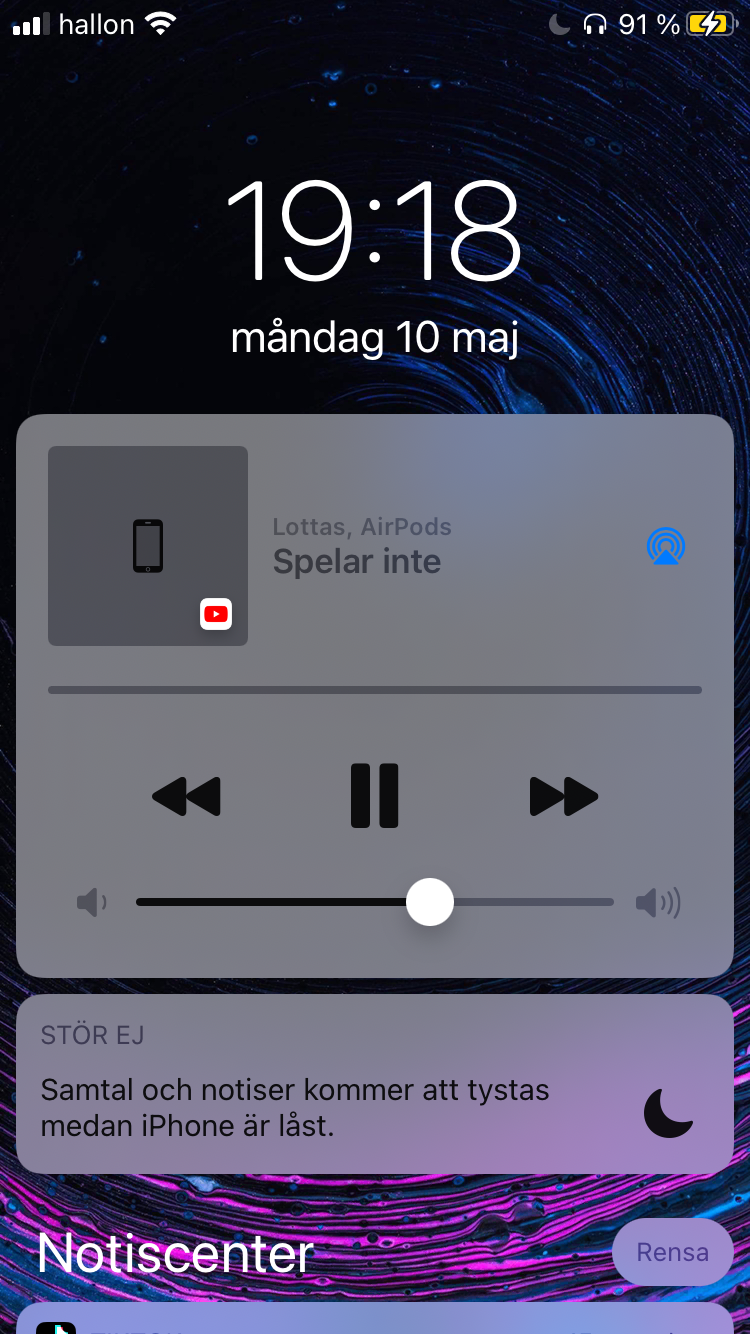 hallon 91 %
19:18
måndag 10 maj
Lottas, AirPods
Spelar inte
STÖR EJ
Samtal och notiser kommer att tystas
medan iPhone är låst.
Notiscenter
Rensa